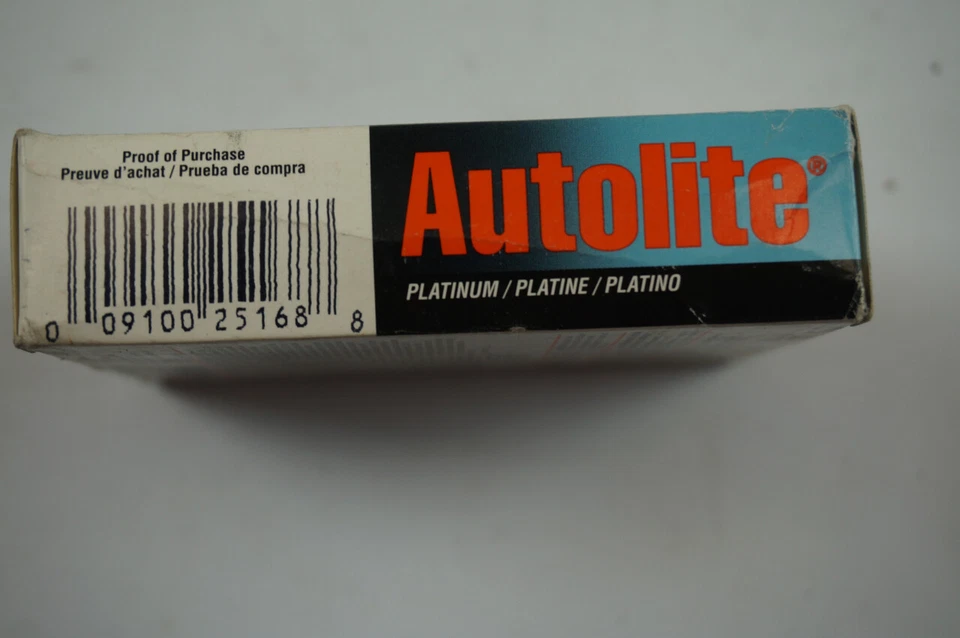 Proof of Purchase
Preuve d'achat / Prueba de compra
0 09100 25168 8
Autolite®
PLATINUM / PLATINE / PLATINO